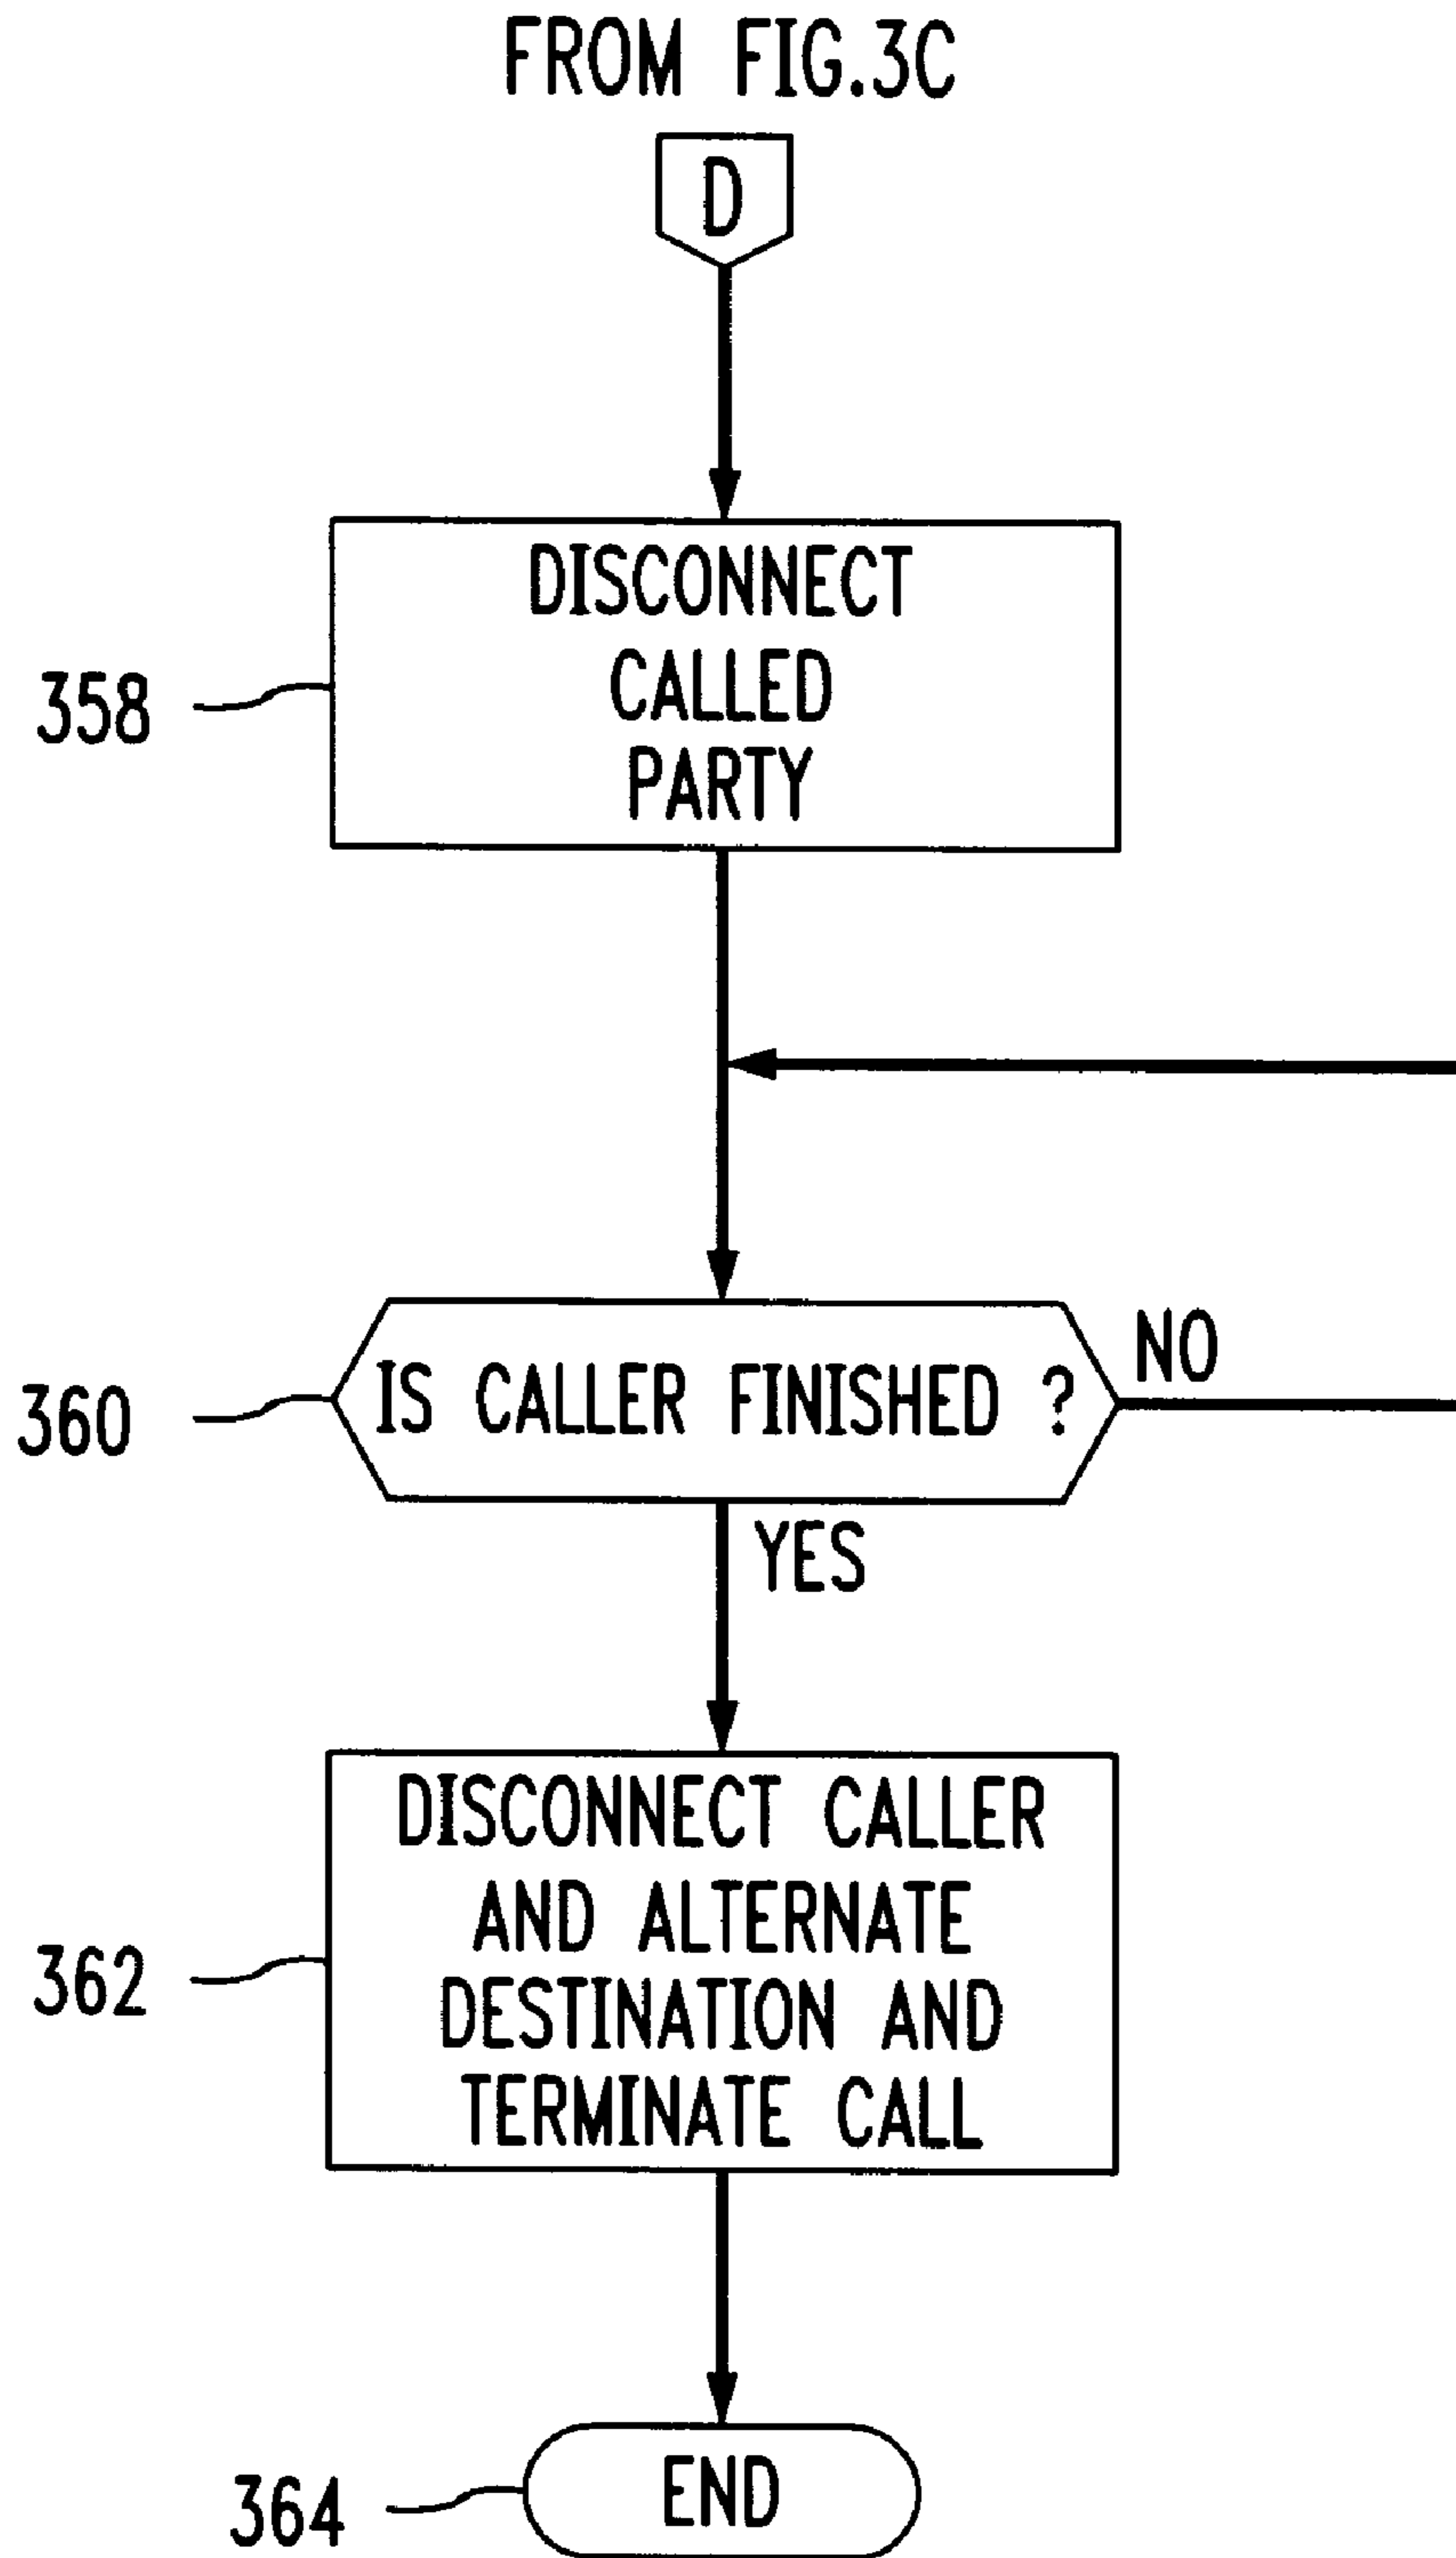 FROM FIG.3C
D
DISCONNECT
CALLED
PARTY
358
IS CALLER FINISHED ?
NO
360
YES
DISCONNECT CALLER
AND ALTERNATE
DESTINATION AND
TERMINATE CALL
362
END
364